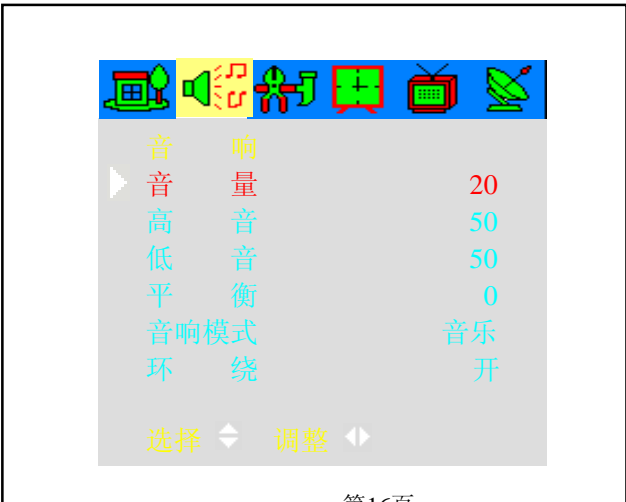 音 响
音 量 20
高 音 50
低 音 50
平 衡 0
音响模式 音乐
环 绕 开
选择 调整
第16页